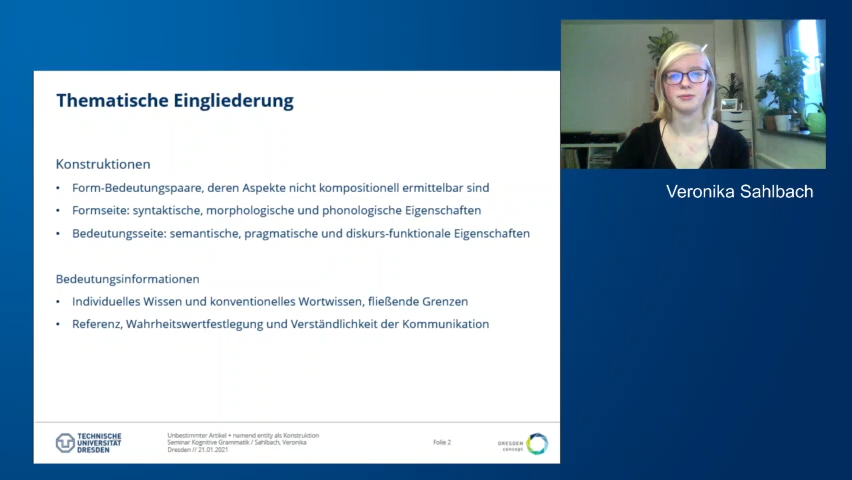 Thematische Eingliederung
Konstruktionen
• Form-Bedeutungspaare, deren Aspekte nicht kompositionell ermittelbar sind
• Formseite: syntaktische, morphologische und phonologische Eigenschaften
• Bedeutungsseite: semantische, pragmatische und diskurs-funktionale Eigenschaften
Bedeutungsinformationen
• Individuelles Wissen und konventionelles Wortwissen, fließende Grenzen
• Referenz, Wahrheitswertfestlegung und Verständlichkeit der Kommunikation
TECHNISCHE
UNIVERSITÄT
DRESDEN
Unbestimmter Artikel + namend entity als Konstruktion
Seminar Kognitive Grammatik / Sahlbach, Veronika
Dresden // 21.01.2021
Folie 2
DRESDEN
concept
Veronika Sahlbach